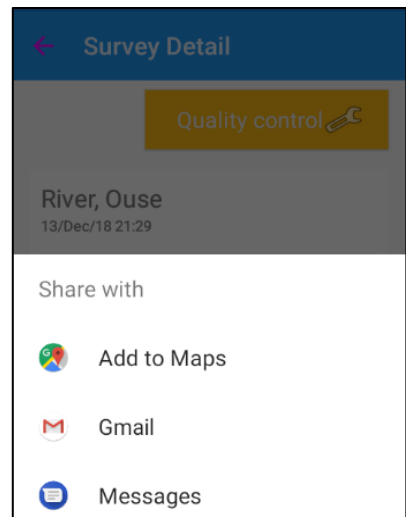 Survey Detail
Quality control
River, Ouse
13/Dec/18 21:29
Share with
Add to Maps
Gmail
Messages